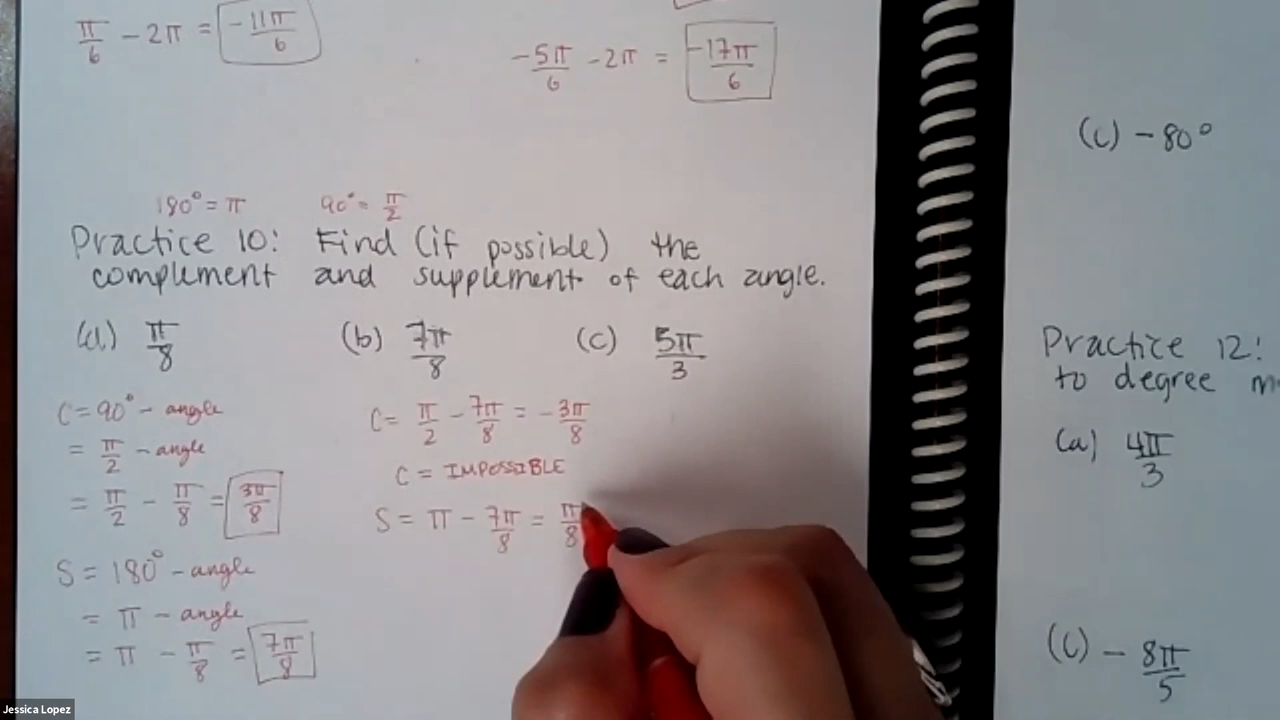 π/6 - 2π = -11π/6
-5π/6 - 2π = -17π/6
180° = π 90° = π/2
Practice 10: Find (if possible) the
complement and supplement of each angle.
(a) π/8 (b) 7π/8 (c) 5π/3
C = 90° - angle
= π/2 - angle
= π/2 - π/8 = 3π/8
S = 180° - angle
= π - angle
= π - π/8 = 7π/8
C = π/2 - 7π/8 = -3π/8
C = IMPOSSIBLE
S = π - 7π/8 = π/8
(c) -80°
Practice 12:
to degree
(a) 4π/3
(c) - 8π/5
Jessica Lopez